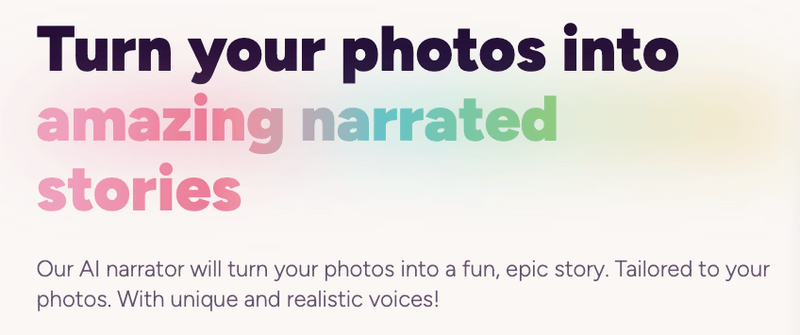 Turn your photos into
amazing narrated
stories
Our AI narrator will turn your photos into a fun, epic story. Tailored to your
photos. With unique and realistic voices!